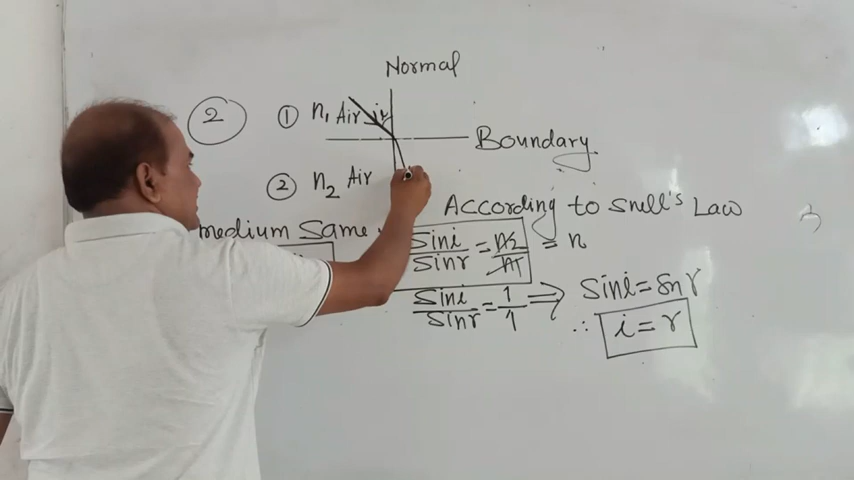 Normal
2
① n₁ Air i
Boundary
② n₂ Air
According to snell's Law
medium Same
Sini/Sinr = n₂/n₁ = n
Sini/Sinr = 1/1 ⇒ Sini = Sinr
∴ i = r